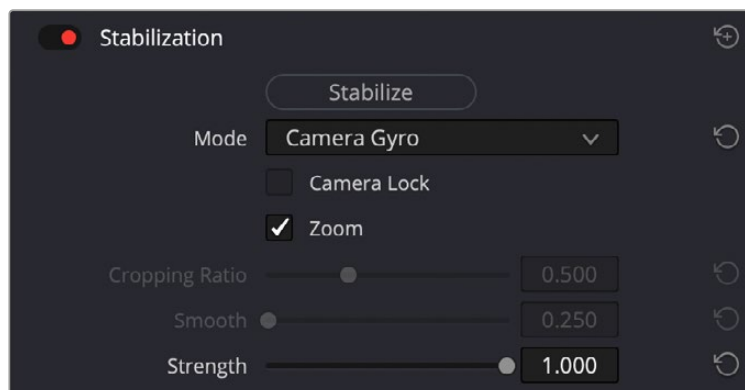 Stabilization
Stabilize
Mode Camera Gyro
Camera Lock
Zoom
Cropping Ratio 0.500
Smooth 0.250
Strength 1.000